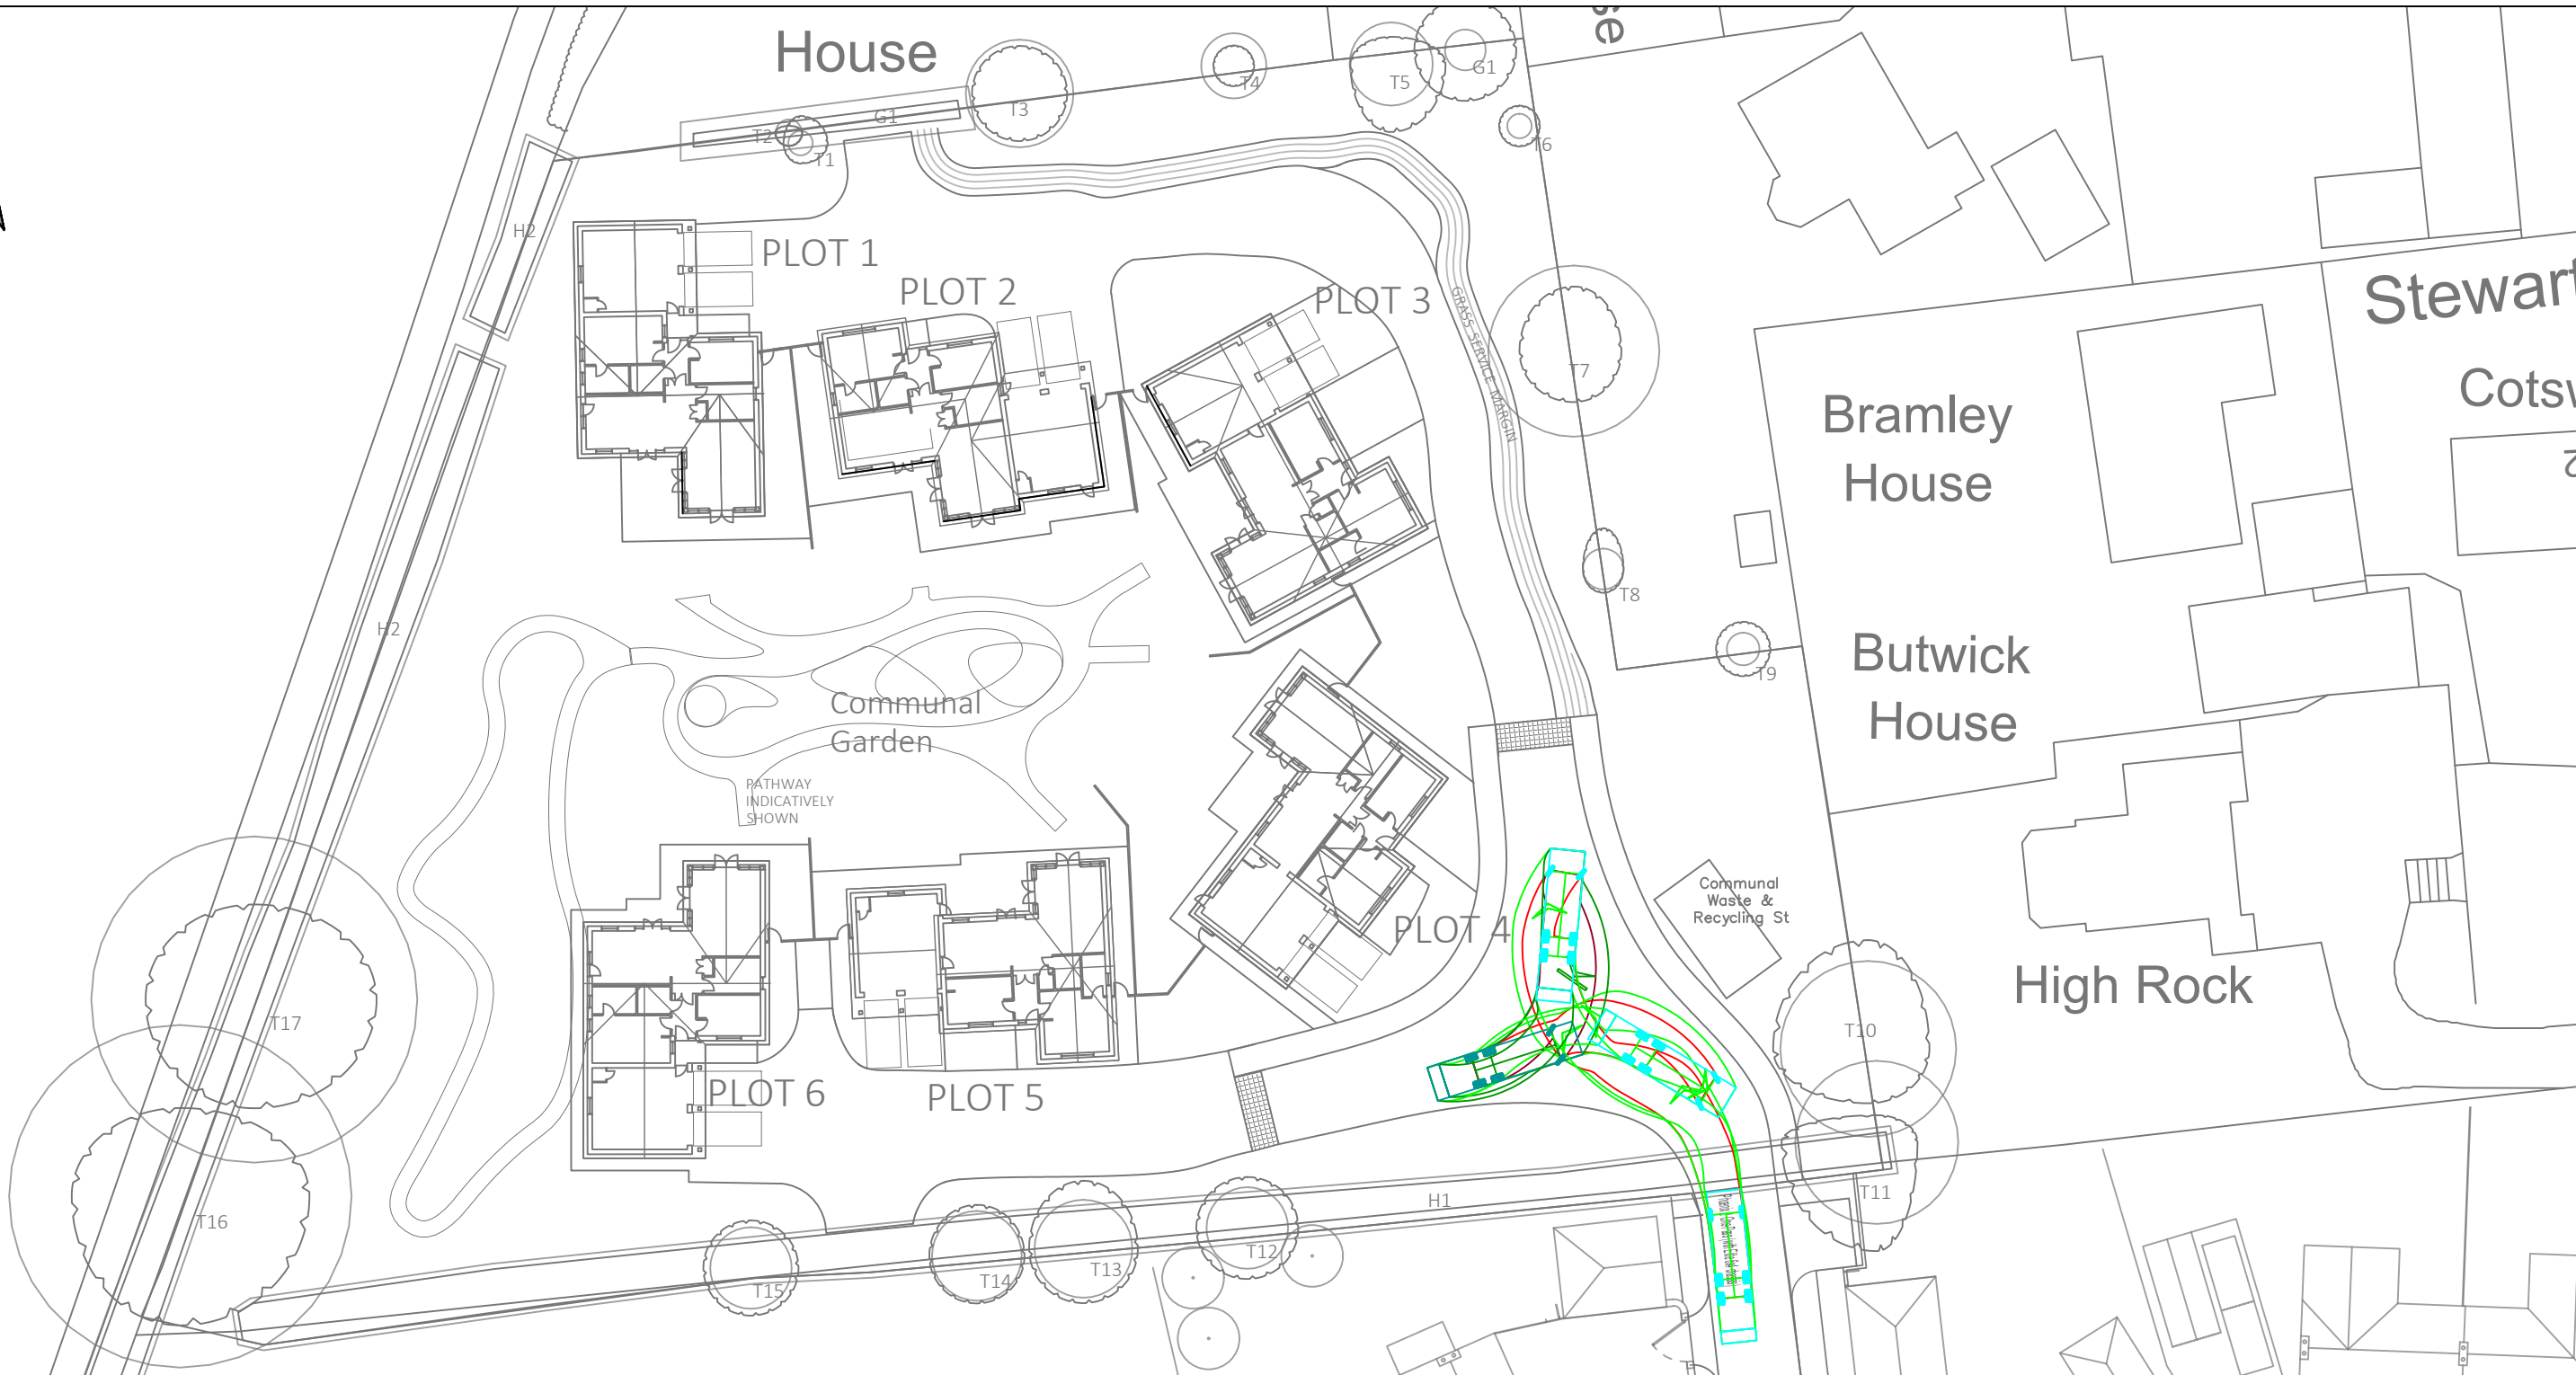 House
se
T3
T4
T5
G1
G1
T2
T1
T6
H2
PLOT 1
PLOT 2
PLOT 3
GRASS SERVICE MARGIN
T7
Bramley
House
Stewart
Cotsw
2
T8
H2
T9
Butwick
House
Communal
Garden
PATHWAY
INDICATIVELY
SHOWN
Communal
Waste &
Recycling St
PLOT 4
High Rock
T10
T17
PLOT 6
PLOT 5
T11
H1
T16
T12
T13
T14
T15